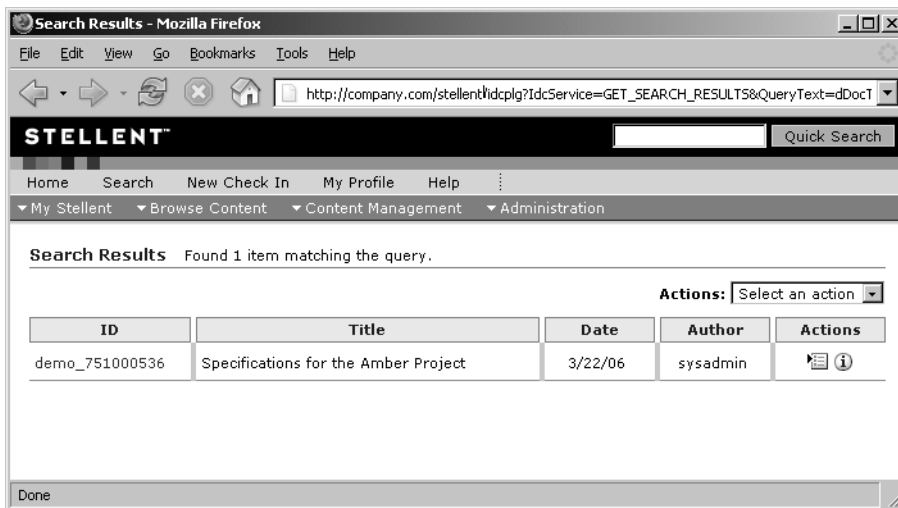 Search Results - Mozilla Firefox
File Edit View Go Bookmarks Tools Help
http://company.com/stellent/idcplg?IdcService=GET_SEARCH_RESULTS&QueryText=dDocT
STELLENT™
Quick Search
Home Search New Check In My Profile Help
My Stellent Browse Content Content Management Administration
Search Results Found 1 item matching the query.
Actions: Select an action
ID Title Date Author Actions
demo_751000536 Specifications for the Amber Project 3/22/06 sysadmin
Done